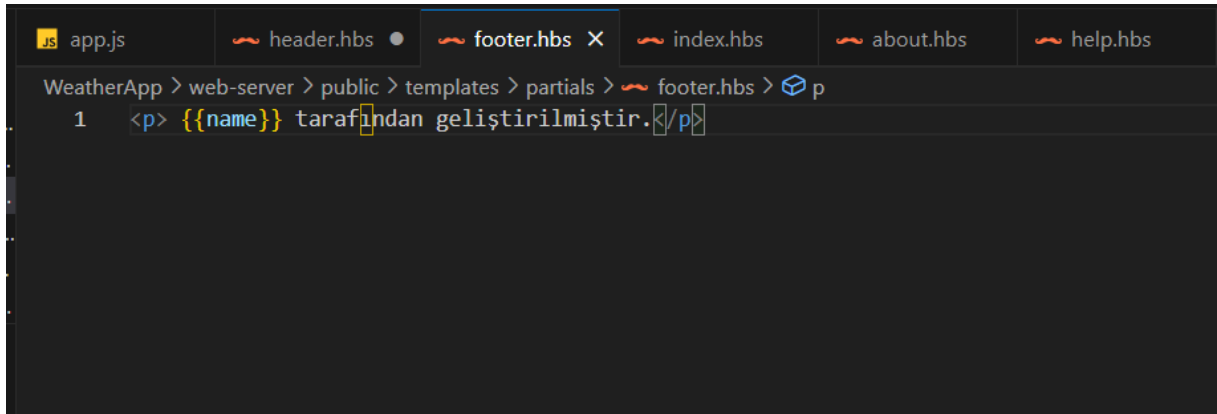 JS app.js header.hbs ● footer.hbs × index.hbs about.hbs help.hbs
WeatherApp > web-server > public > templates > partials > footer.hbs > p
1 <p> {{name}} tarafından geliştirilmiştir.</p>